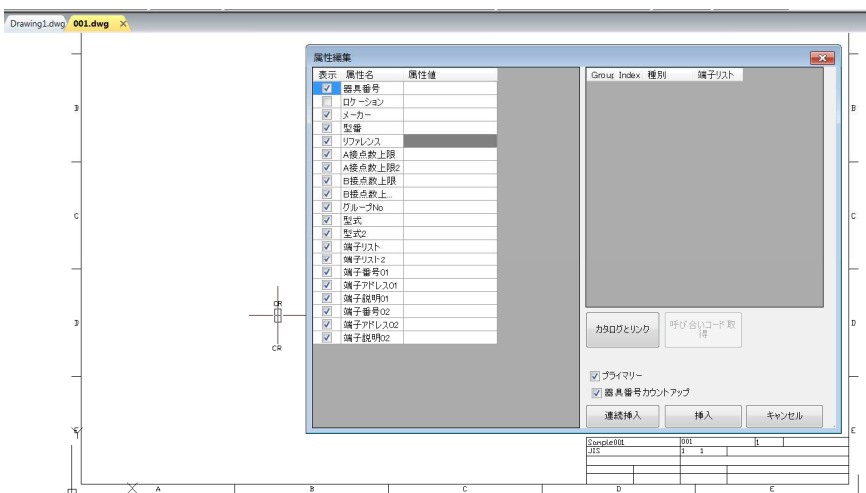 Drawing1.dwg 001.dwg ×
属性編集
表示 属性名 属性値
器具番号
ロケーション
メーカー
型番
リファレンス
A接点数上限
A接点数上限2
B接点数上限
B接点数上...
グループNo
型式
型式2
端子リスト
端子リスト2
端子番号01
端子アドレス01
端子説明01
端子番号02
端子アドレス02
端子説明02
Group Index 種別 端子リスト
カタログとリンク
呼び合いコード取
得
プライマリー
器具番号カウントアップ
連続挿入 挿入 キャンセル
CR
CR
B
C
D
E
B
C
D
E
Sample001 001 1
JIS 1 1
A B C D E